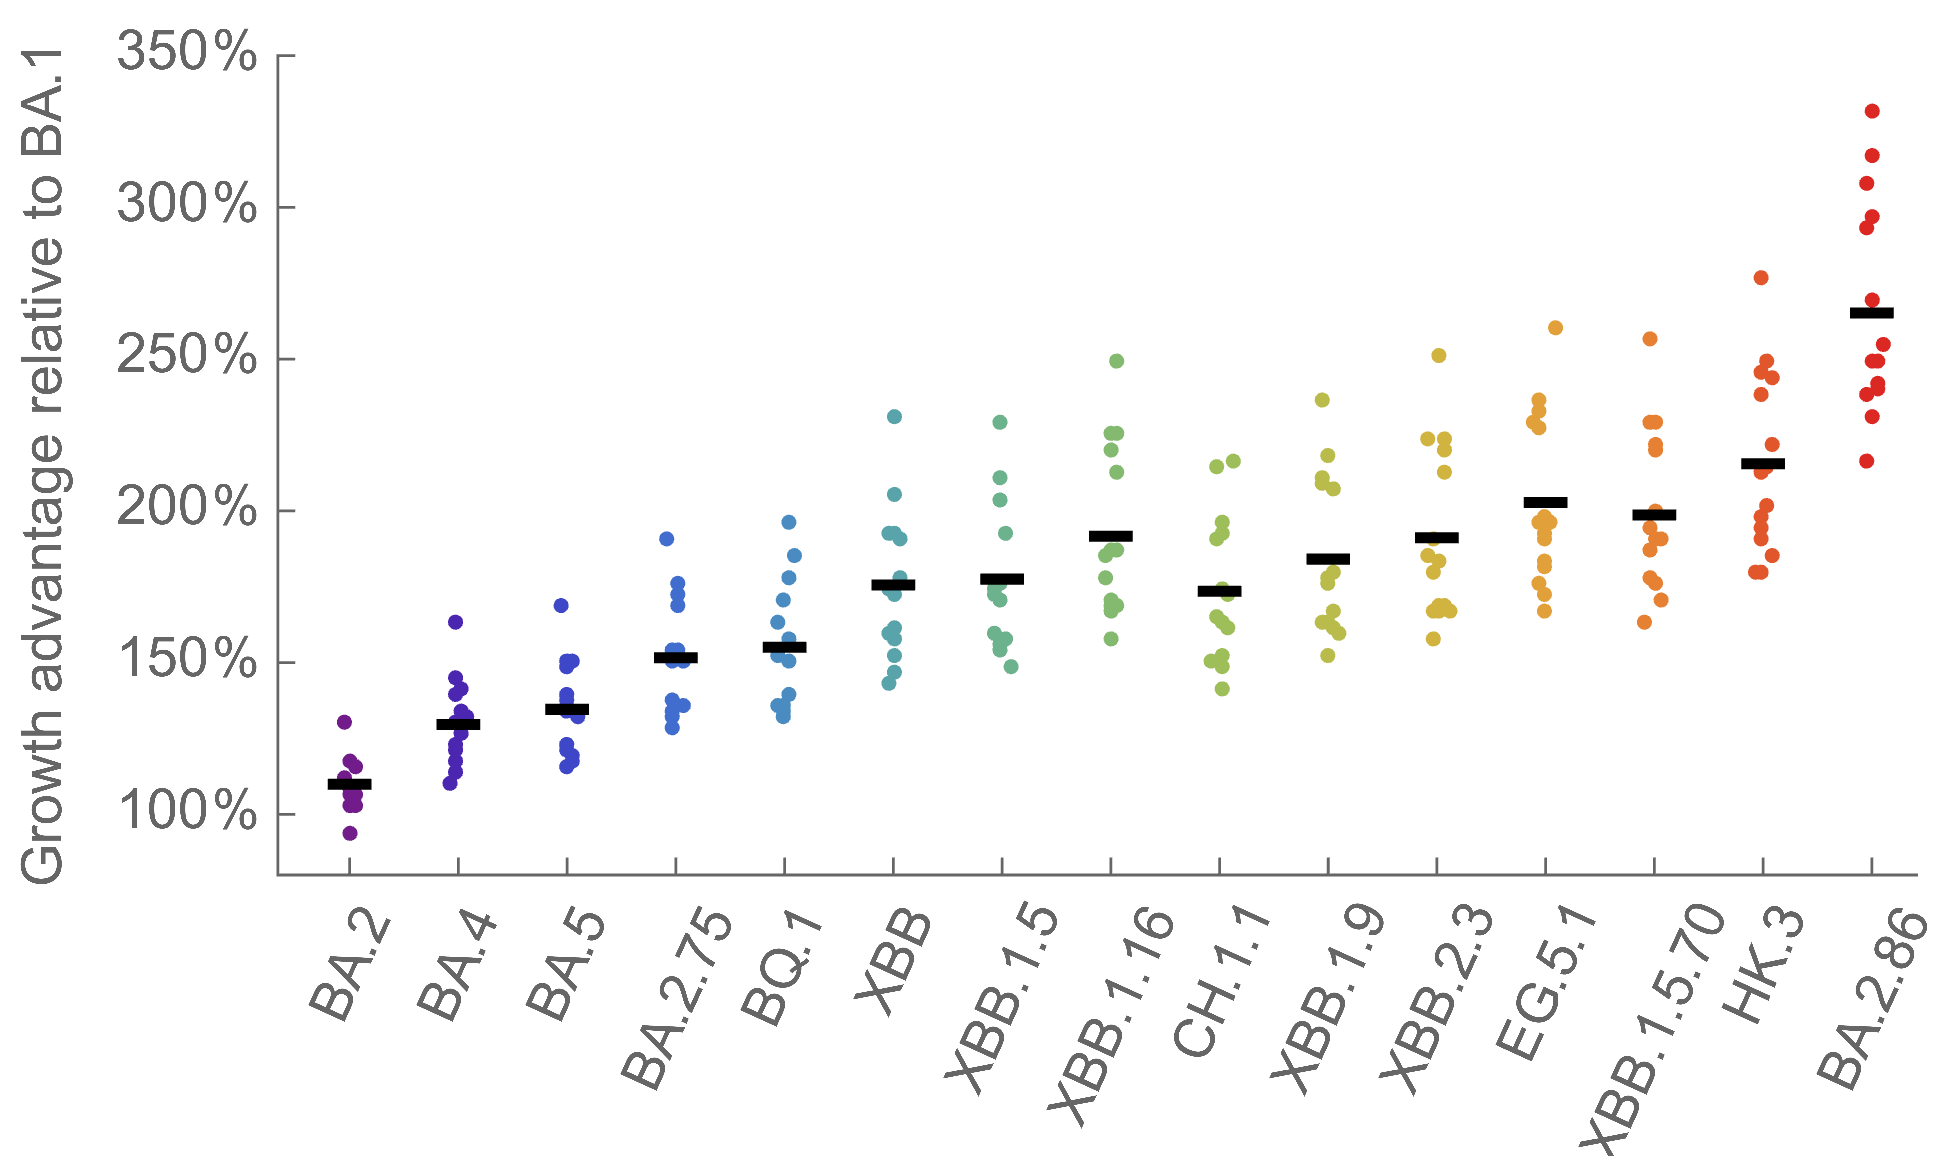 Growth advantage relative to BA.1
350%
300%
250%
200%
150%
100%
BA.2
BA.4
BA.5
BA.2.75
BQ.1
XBB
XBB.1.5
XBB.1.16
CH.1.1
XBB.1.9
XBB.2.3
EG.5.1
XBB.1.5.70
HK.3
BA.2.86